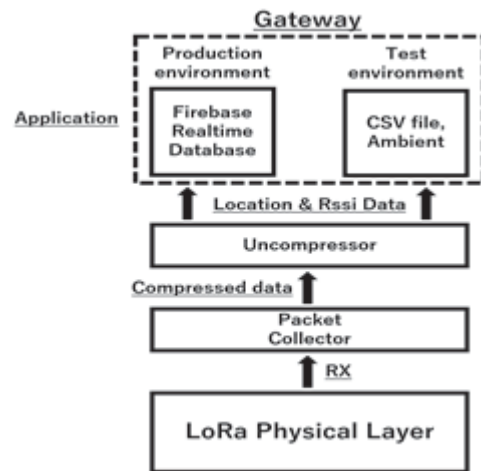 Gateway
Production
environment
Test
environment
Application
Firebase
Realtime
Database
CSV file,
Ambient
Location & Rssi Data
Uncompressor
Compressed data
Packet
Collector
RX
LoRa Physical Layer